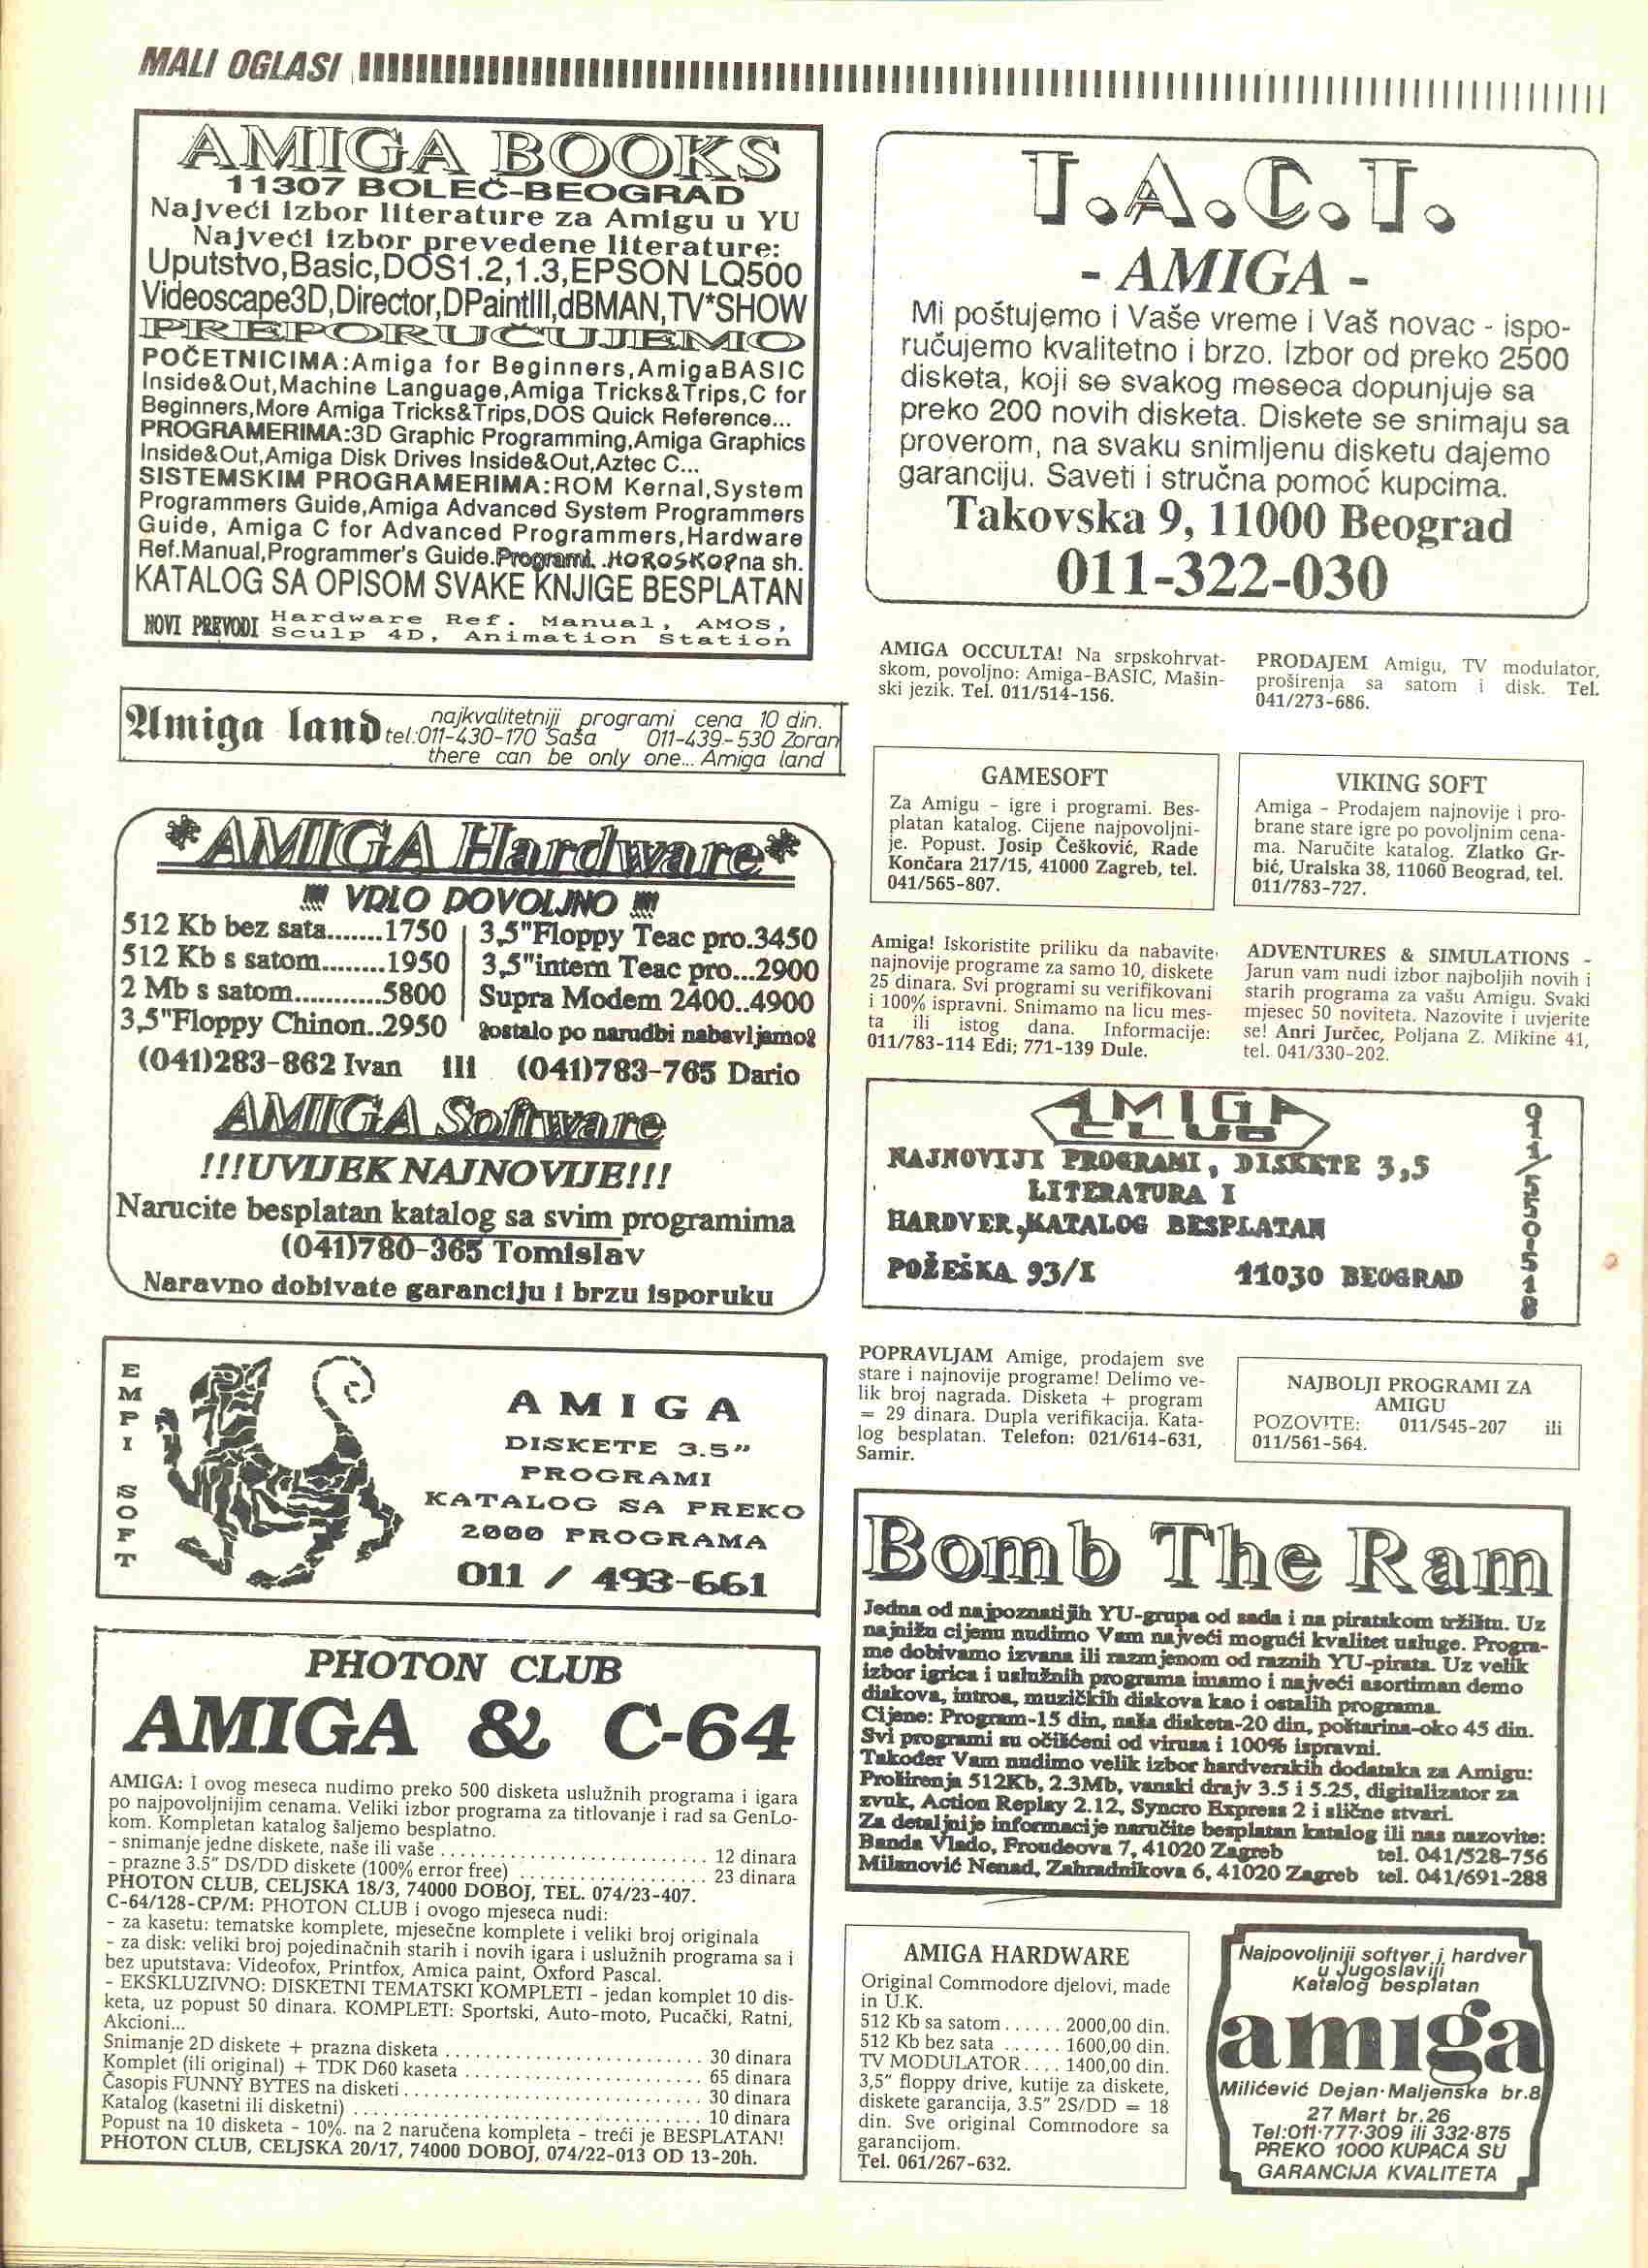 MALI OGLASI
AMIGA BOOKS
11307 BOLEČ-BEOGRAD
Najveći izbor literature za Amigu u YU
Najveći izbor prevedene literature:
Uputstvo,Basic,DOS1.2,1.3,EPSON LQ500
Videoscape3D,Director,DPaintIII,dBMAN,TV*SHOW
PREPORUČUJEMO
POČETNICIMA:Amiga for Beginners,AmigaBASIC
Inside&Out,Machine Language,Amiga Tricks&Trips,C for
Beginners,More Amiga Tricks&Trips,DOS Quick Reference...
PROGRAMERIMA:3D Graphic Programming,Amiga Graphics
Inside&Out,Amiga Disk Drives Inside&Out,Aztec C...
SISTEMSKIM PROGRAMERIMA:ROM Kernal,System
Programmers Guide,Amiga Advanced System Programmers
Guide, Amiga C for Advanced Programmers,Hardware
Ref.Manual,Programmer's Guide.Programi. .HOROSKOP na sh.
KATALOG SA OPISOM SVAKE KNJIGE BESPLATAN
NOVI PREVODI Hardware Ref. Manual, AMOS,
Sculp 4D, Animation Station
Amiga land najkvalitetniji programi cena 10 din.
tel:011-430-170 Saša 011-439-530 Zoran
there can be only one... Amiga land
*AMIGA Hardware*
!!! VRLO POVOLJNO !!!
512 Kb bez sata.......1750
512 Kb s satom........1950
2 Mb s satom...........5800
3,5"Floppy Chinon..2950
3,5"Floppy Teac pro.3450
3,5"intern Teac pro...2900
Supra Modem 2400..4900
gostalo po narudbi nabavljamog
(041)283-862 Ivan ili (041)783-765 Dario
AMIGA Software
!!!UVIJEK NAJNOVIJE!!!
Narucite besplatan katalog sa svim programima
(041)780-365 Tomislav
Naravno dobivate garanciju i brzu isporuku
EMPI SOFT
AMIGA
DISKETE 3.5"
PROGRAMI
KATALOG SA PREKO
2000 PROGRAMA
011 / 493-661
PHOTON CLUB
AMIGA & C-64
AMIGA: I ovog meseca nudimo preko 500 disketa uslužnih programa i igara
po najpovoljnijim cenama. Veliki izbor programa za titlovanje i rad sa GenLo-
kom. Kompletan katalog šaljemo besplatno.
- snimanje jedne diskete, naše ili vaše .......................... 12 dinara
- prazne 3.5" DS/DD diskete (100% error free) .................. 23 dinara
PHOTON CLUB, CELJSKA 18/3, 74000 DOBOJ, TEL. 074/23-407.
C-64/128-CP/M: PHOTON CLUB i ovogo mjeseca nudi:
- za kasetu: tematske komplete, mjesečne komplete i veliki broj originala
- za disk: veliki broj pojedinačnih starih i novih igara i uslužnih programa sa i
bez uputstava: Videofox, Printfox, Amica paint, Oxford Pascal.
- EKSKLUZIVNO: DISKETNI TEMATSKI KOMPLETI - jedan komplet 10 dis-
keta, uz popust 50 dinara. KOMPLETI: Sportski, Auto-moto, Pucački, Ratni,
Akcioni...
Snimanje 2D diskete + prazna disketa .......................... 30 dinara
Komplet (ili original) + TDK D60 kaseta ........................ 65 dinara
Časopis FUNNY BYTES na disketi .............................. 30 dinara
Katalog (kasetni ili disketni) ................................... 10 dinara
Popust na 10 disketa - 10%. na 2 naručena kompleta - treći je BESPLATAN!
PHOTON CLUB, CELJSKA 20/17, 74000 DOBOJ, 074/22-013 OD 13-20h.
T.A.C.T.
- AMIGA -
Mi poštujemo i Vaše vreme i Vaš novac - ispo-
ručujemo kvalitetno i brzo. Izbor od preko 2500
disketa, koji se svakog meseca dopunjuje sa
preko 200 novih disketa. Diskete se snimaju sa
proverom, na svaku snimljenu disketu dajemo
garanciju. Saveti i stručna pomoć kupcima.
Takovska 9, 11000 Beograd
011-322-030
AMIGA OCCULTA! Na srpskohrvat-
skom, povoljno: Amiga-BASIC, Mašin-
ski jezik. Tel. 011/514-156.
PRODAJEM Amigu, TV modulator,
proširenja sa satom i disk. Tel.
041/273-686.
GAMESOFT
Za Amigu - igre i programi. Bes-
platan katalog. Cijene najpovoljni-
je. Popust. Josip Češković, Rade
Končara 217/15, 41000 Zagreb, tel.
041/565-807.
VIKING SOFT
Amiga - Prodajem najnovije i pro-
brane stare igre po povoljnim cena-
ma. Naručite katalog. Zlatko Gr-
bić, Uralska 38, 11060 Beograd, tel.
011/783-727.
Amiga! Iskoristite priliku da nabavite
najnovije programe za samo 10, diskete
25 dinara. Svi programi su verifikovani
i 100% ispravni. Snimamo na licu mes-
ta ili istog dana. Informacije:
011/783-114 Edi; 771-139 Dule.
ADVENTURES & SIMULATIONS -
Jarun vam nudi izbor najboljih novih i
starih programa za vašu Amigu. Svaki
mjesec 50 noviteta. Nazovite i uvjerite
se! Anri Jurčec, Poljana Z. Mikine 41,
tel. 041/330-202.
AMIGA
CLUB
NAJNOVIJI PROGRAMI, DISKETE 3,5
LITERATURA I
HARDVER,KATALOG BESPLATAN
POŽEŠKA 93/I 11030 BEOGRAD
011/550518
POPRAVLJAM Amige, prodajem sve
stare i najnovije programe! Delimo ve-
lik broj nagrada. Disketa + program
= 29 dinara. Dupla verifikacija. Kata-
log besplatan. Telefon: 021/614-631,
Samir.
NAJBOLJI PROGRAMI ZA
AMIGU
POZOVITE: 011/545-207 ili
011/561-564.
Bomb The Ram
Jedna od najpoznatijih YU-grupa od sada i na piratskom tržištu. Uz
najnižu cijenu nudimo Vam najveći mogući kvalitet usluge. Progra-
me dobivamo izvana ili razmjenom od raznih YU-pirata. Uz velik
izbor igrica i uslužnih programa imamo i najveći asortiman demo
diskova, introa, muzičkih diskova kao i ostalih programa.
Cijene: Program-15 din, naša disketa-20 din, poštarina-oko 45 din.
Svi programi su očišćeni od virusa i 100% ispravni.
Također Vam nudimo velik izbor hardverskih dodataka za Amigu:
Proširenja 512Kb, 2.3Mb, vanski drajv 3.5 i 5.25, digitalizator za
zvuk, Action Replay 2.12, Syncro Express 2 i slične stvari.
Za detaljnije informacije naručite besplatan katalog ili nas nazovite:
Banda Vlado, Froudeova 7, 41020 Zagreb tel. 041/528-756
Milanović Nenad, Zahradnikova 6, 41020 Zagreb tel. 041/691-288
AMIGA HARDWARE
Original Commodore djelovi, made
in U.K.
512 Kb sa satom ...... 2000,00 din.
512 Kb bez sata ...... 1600,00 din.
TV MODULATOR.... 1400,00 din.
3,5" floppy drive, kutije za diskete,
diskete garancija, 3.5" 2S/DD = 18
din. Sve original Commodore sa
garancijom.
Tel. 061/267-632.
Najpovoljniji softver i hardver
u Jugoslaviji
Katalog besplatan
amiga
Milićević Dejan·Maljenska br.8
27 Mart br.26
Tel:011·777·309 ili 332·875
PREKO 1000 KUPACA SU
GARANCIJA KVALITETA